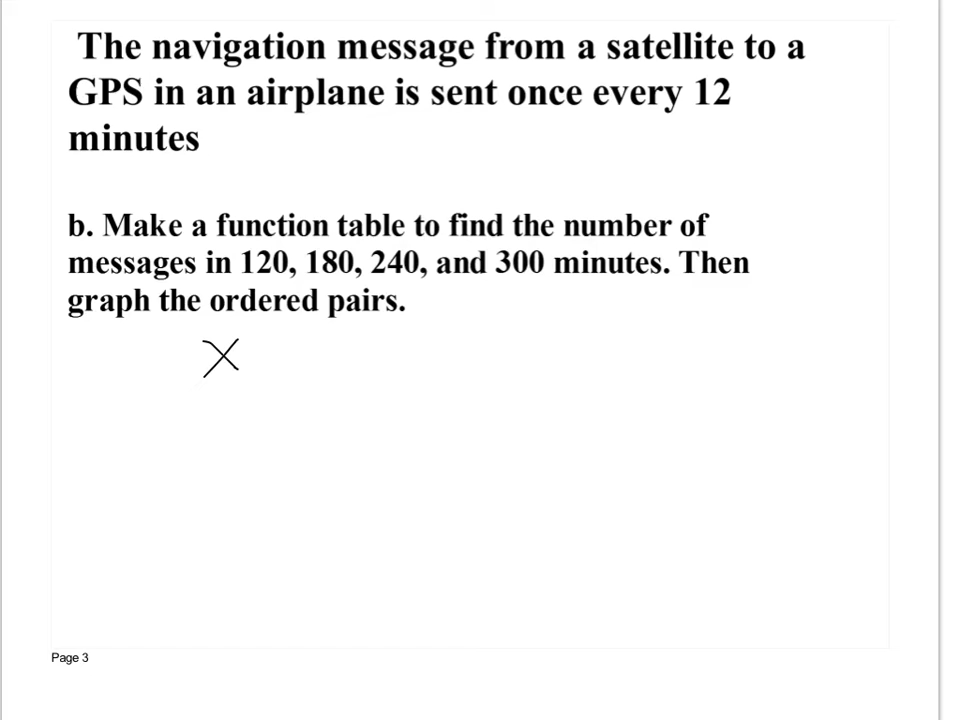 The navigation message from a satellite to a
GPS in an airplane is sent once every 12
minutes
b. Make a function table to find the number of
messages in 120, 180, 240, and 300 minutes. Then
graph the ordered pairs.
X
Page 3